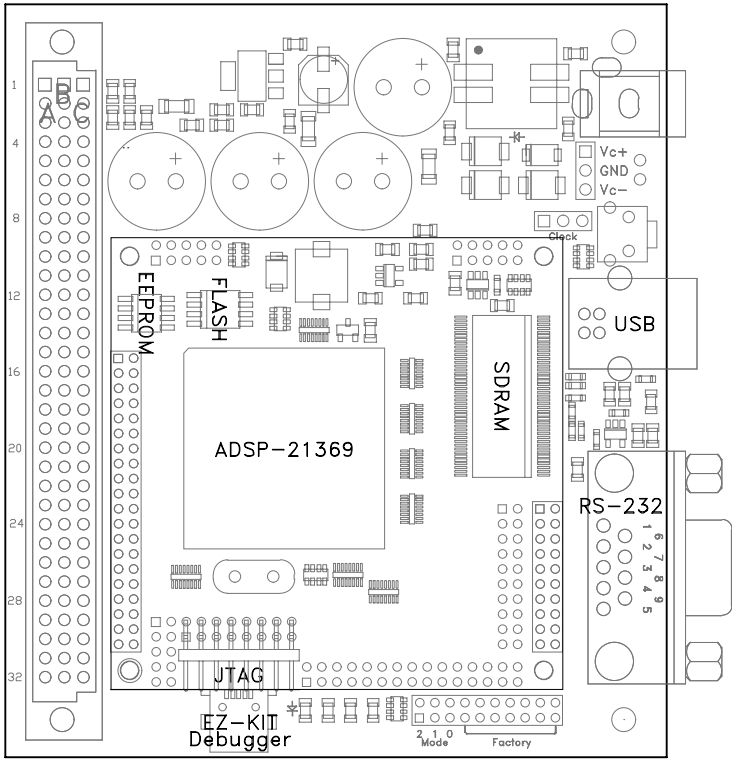 1
B
A C
4
Vc+
GND
Vc-
8
Clock
EEPROM
FLASH
12
USB
SDRAM
16
20
ADSP-21369
RS-232
24
1
2
3
4
5
6
7
8
9
28
32
JTAG
EZ-KIT
Debugger
2 1 0
Mode
Factory